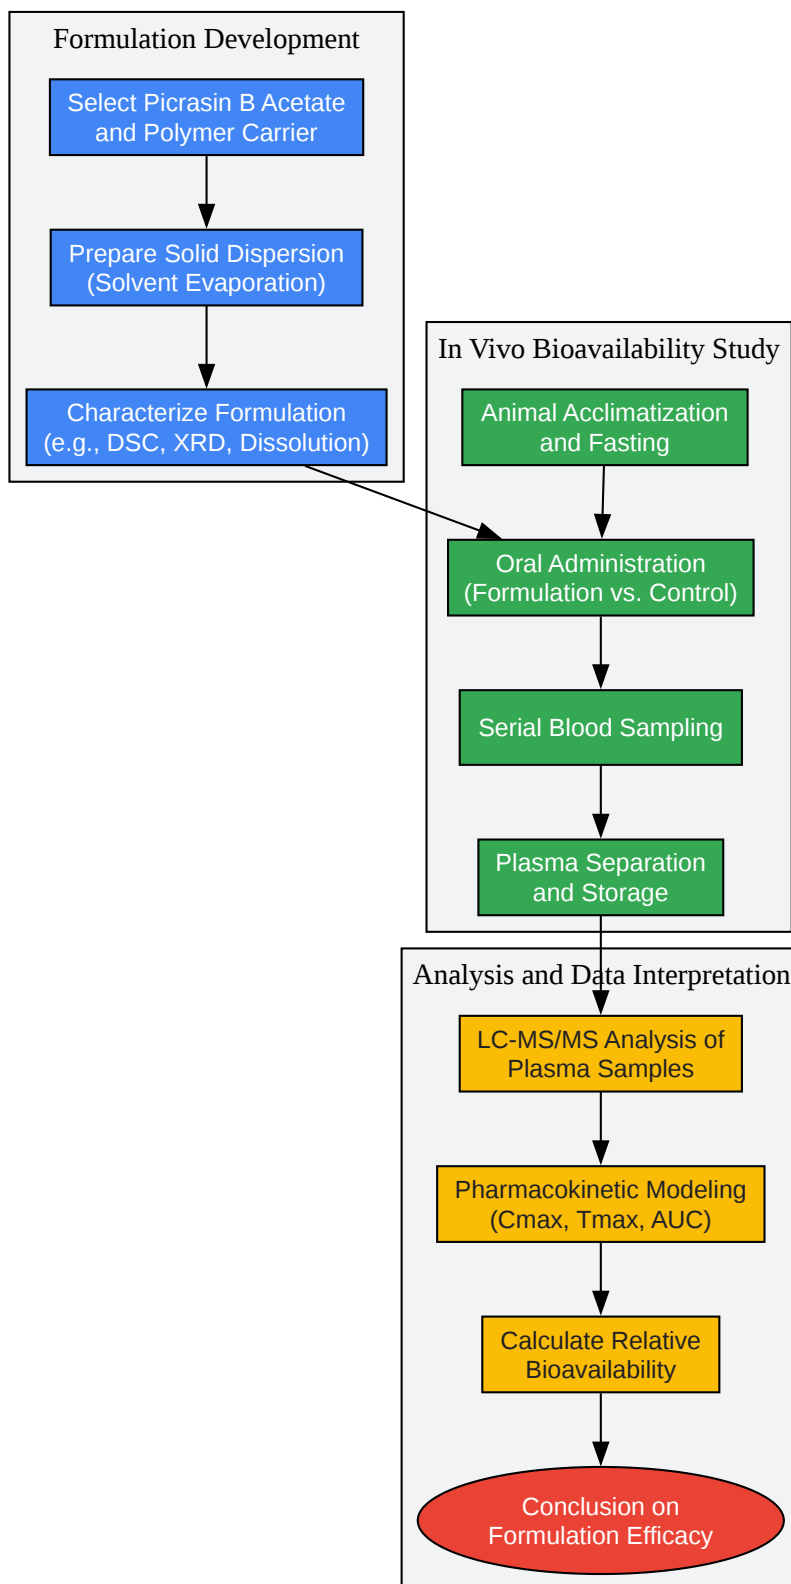 Formulation Development
Select Picrasin B Acetate
and Polymer Carrier
Prepare Solid Dispersion
(Solvent Evaporation)
Characterize Formulation
(e.g., DSC, XRD, Dissolution)
In Vivo Bioavailability Study
Animal Acclimatization
and Fasting
Oral Administration
(Formulation vs. Control)
Serial Blood Sampling
Plasma Separation
and Storage
Analysis and Data Interpretation
LC-MS/MS Analysis of
Plasma Samples
Pharmacokinetic Modeling
(Cmax, Tmax, AUC)
Calculate Relative
Bioavailability
Conclusion on
Formulation Efficacy